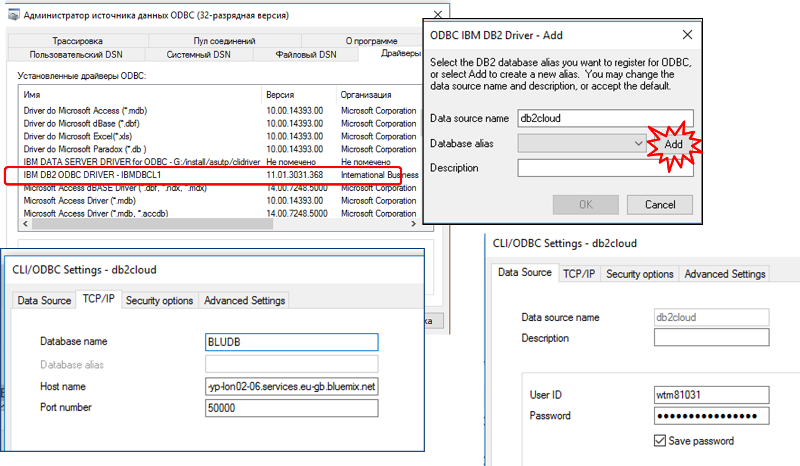 Администратор источника данных ODBC (32-разрядная версия)
Трассировка
Пул соединений
О программе
Пользовательский DSN
Системный DSN
Файловый DSN
Драйверы
Установленные драйверы ODBC:
Имя Версия Организация
Driver do Microsoft Access (*.mdb) 10.00.14393.00 Microsoft Corporation
Driver do Microsoft dBase (*.dbf) 10.00.14393.00 Microsoft Corporation
Driver do Microsoft Excel(*.xls) 10.00.14393.00 Microsoft Corporation
Driver do Microsoft Paradox (*.db ) 10.00.14393.00 Microsoft Corporation
IBM DATA SERVER DRIVER for ODBC - G:/install/asutp/clidriver Не помечено Не помечено
IBM DB2 ODBC DRIVER - IBMDBCL1 11.01.3031.368 International Business
Microsoft Access dBASE Driver (*.dbf, *.ndx, *.mdx) 14.00.7248.5000 Microsoft Corporation
Microsoft Access Driver (*.mdb) 10.00.14393.00 Microsoft Corporation
Microsoft Access Driver (*.mdb, *.accdb) 14.00.7248.5000 Microsoft Corporation
ODBC IBM DB2 Driver - Add
Select the DB2 database alias you want to register for ODBC,
or select Add to create a new alias. You may change the
data source name and description, or accept the default.
Data source name db2cloud
Database alias Add
Description
OK Cancel
CLI/ODBC Settings - db2cloud
Data Source TCP/IP Security options Advanced Settings
Database name BLUDB
Database alias
Host name -yp-lon02-06.services.eu-gb.bluemix.net
Port number 50000
CLI/ODBC Settings - db2cloud
Data Source TCP/IP Security options Advanced Settings
Data source name db2cloud
Description
User ID wtm81031
Password
Save password